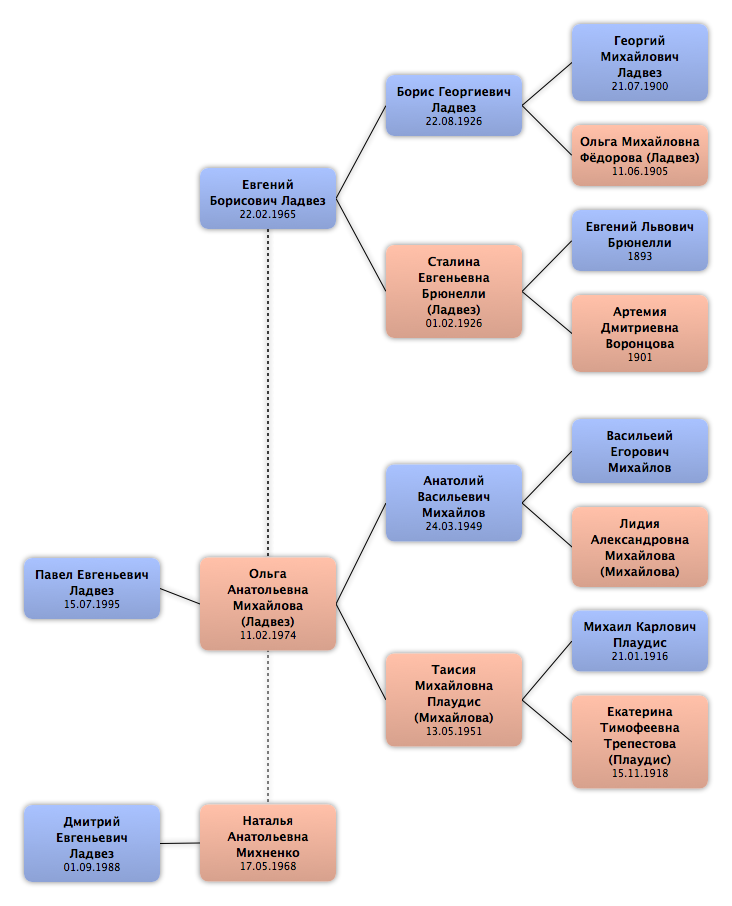 Георгий
Михайлович
Ладвез
21.07.1900
Борис Георгиевич
Ладвез
22.08.1926
Ольга Михайловна
Фёдорова (Ладвез)
11.06.1905
Евгений
Борисович Ладвез
22.02.1965
Евгений Львович
Брюнелли
1893
Сталина
Евгеньевна
Брюнелли
(Ладвез)
01.02.1926
Артемия
Дмитриевна
Воронцова
1901
Васильеий
Егорович
Михайлов
Анатолий
Васильевич
Михайлов
24.03.1949
Лидия
Александровна
Михайлова
(Михайлова)
Павел Евгеньевич
Ладвез
15.07.1995
Ольга
Анатольевна
Михайлова
(Ладвез)
11.02.1974
Михаил Карлович
Плаудис
21.01.1916
Таисия
Михайловна
Плаудис
(Михайлова)
13.05.1951
Екатерина
Тимофеевна
Трепестова
(Плаудис)
15.11.1918
Дмитрий
Евгеньевич
Ладвез
01.09.1988
Наталья
Анатольевна
Михненко
17.05.1968